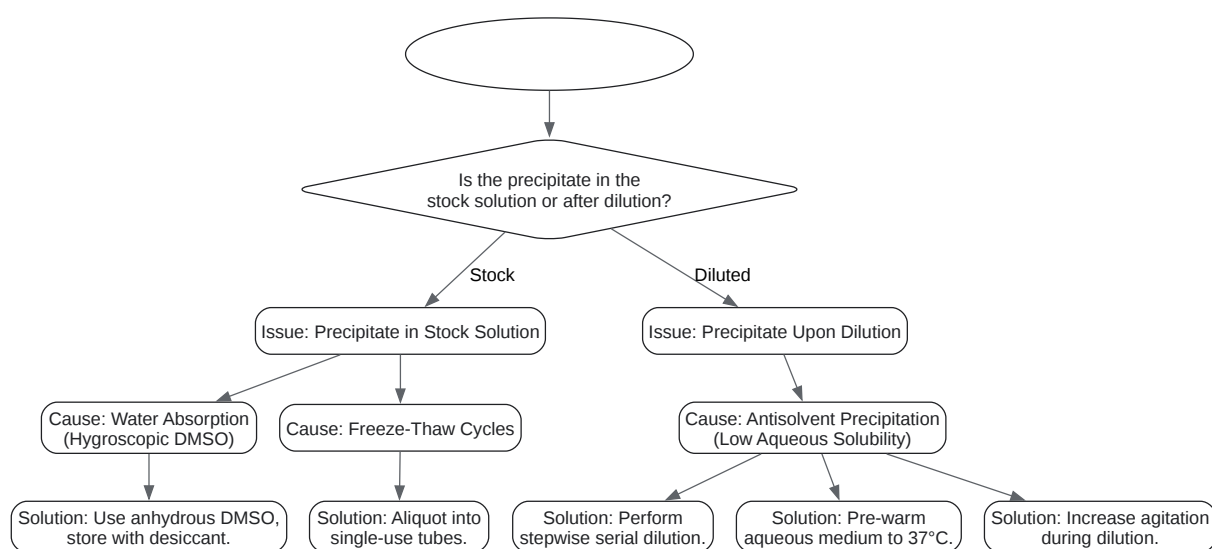 Is the precipitate in the
stock solution or after dilution?
Stock
Diluted
Issue: Precipitate in Stock Solution
Issue: Precipitate Upon Dilution
Cause: Water Absorption
(Hygroscopic DMSO)
Cause: Freeze-Thaw Cycles
Cause: Antisolvent Precipitation
(Low Aqueous Solubility)
Solution: Use anhydrous DMSO,
store with desiccant.
Solution: Aliquot into
single-use tubes.
Solution: Perform
stepwise serial dilution.
Solution: Pre-warm
aqueous medium to 37°C.
Solution: Increase agitation
during dilution.